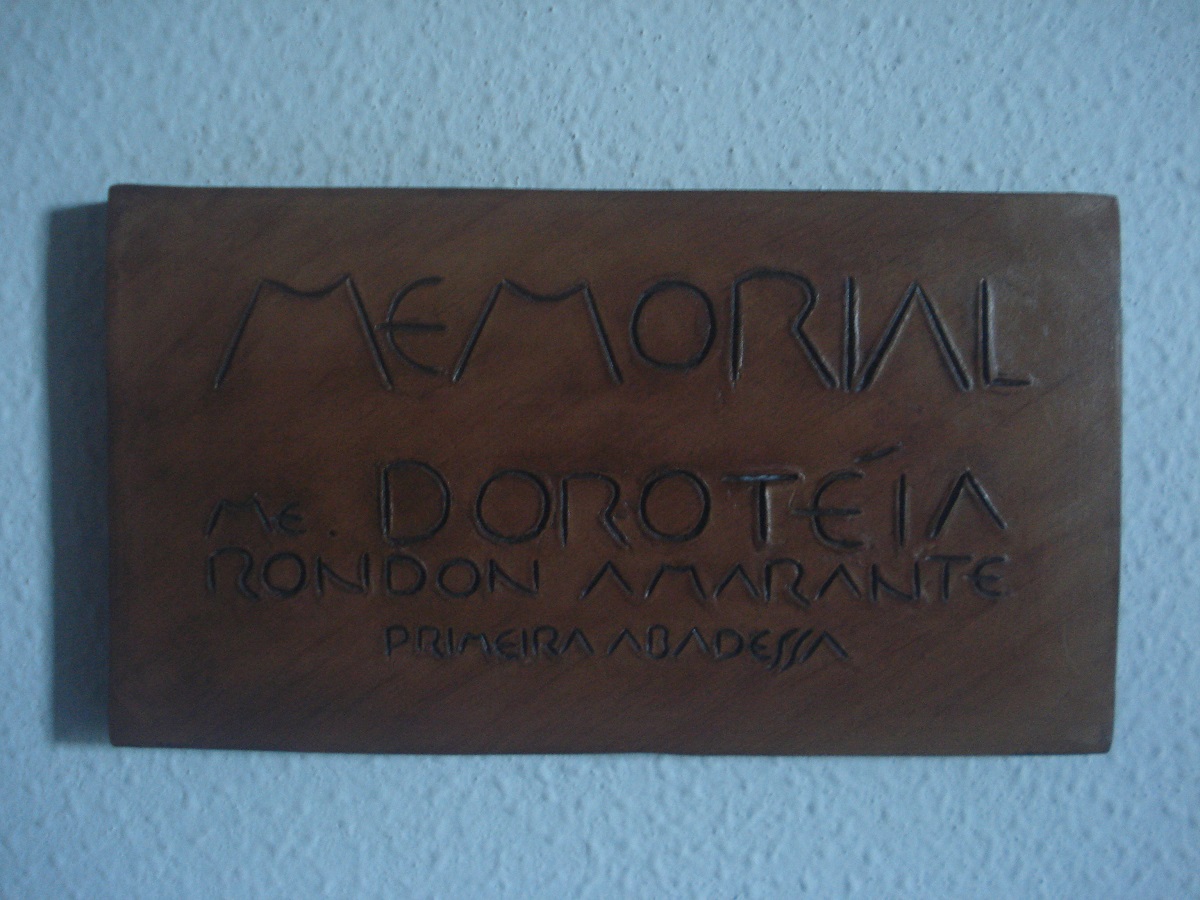 MEMORIAL
ME. DOROTÉIA
RONDON AMARANTE
PRIMEIRA ABADESSA